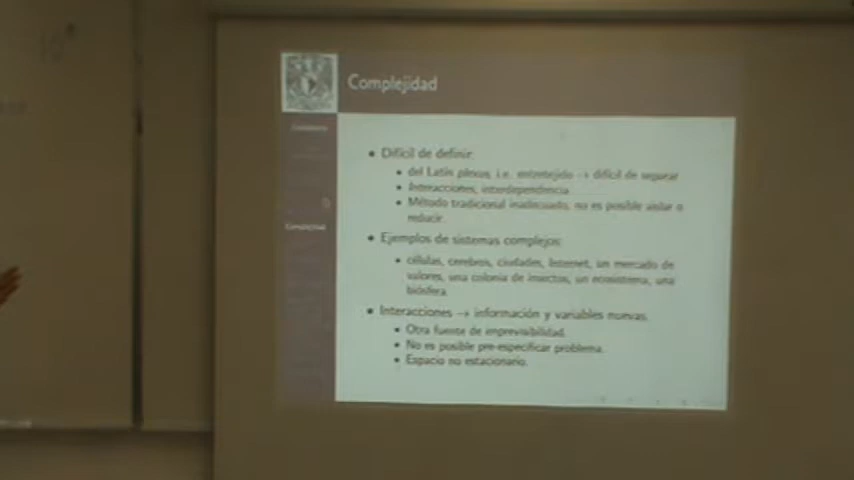 Complejidad
• Difícil de definir:
• del Latín plexus, i.e. entretejido → difícil de separar
• Interacciones, interdependencia
• Método tradicional inadecuado, no es posible aislar o
reducir.
• Ejemplos de sistemas complejos:
• células, cerebros, ciudades, Internet, un mercado de
valores, una colonia de insectos, un ecosistema, una
biósfera.
• Interacciones → información y variables nuevas.
• Otra fuente de imprevisibilidad.
• No es posible pre-especificar problema.
• Espacio no estacionario.
Complejidad